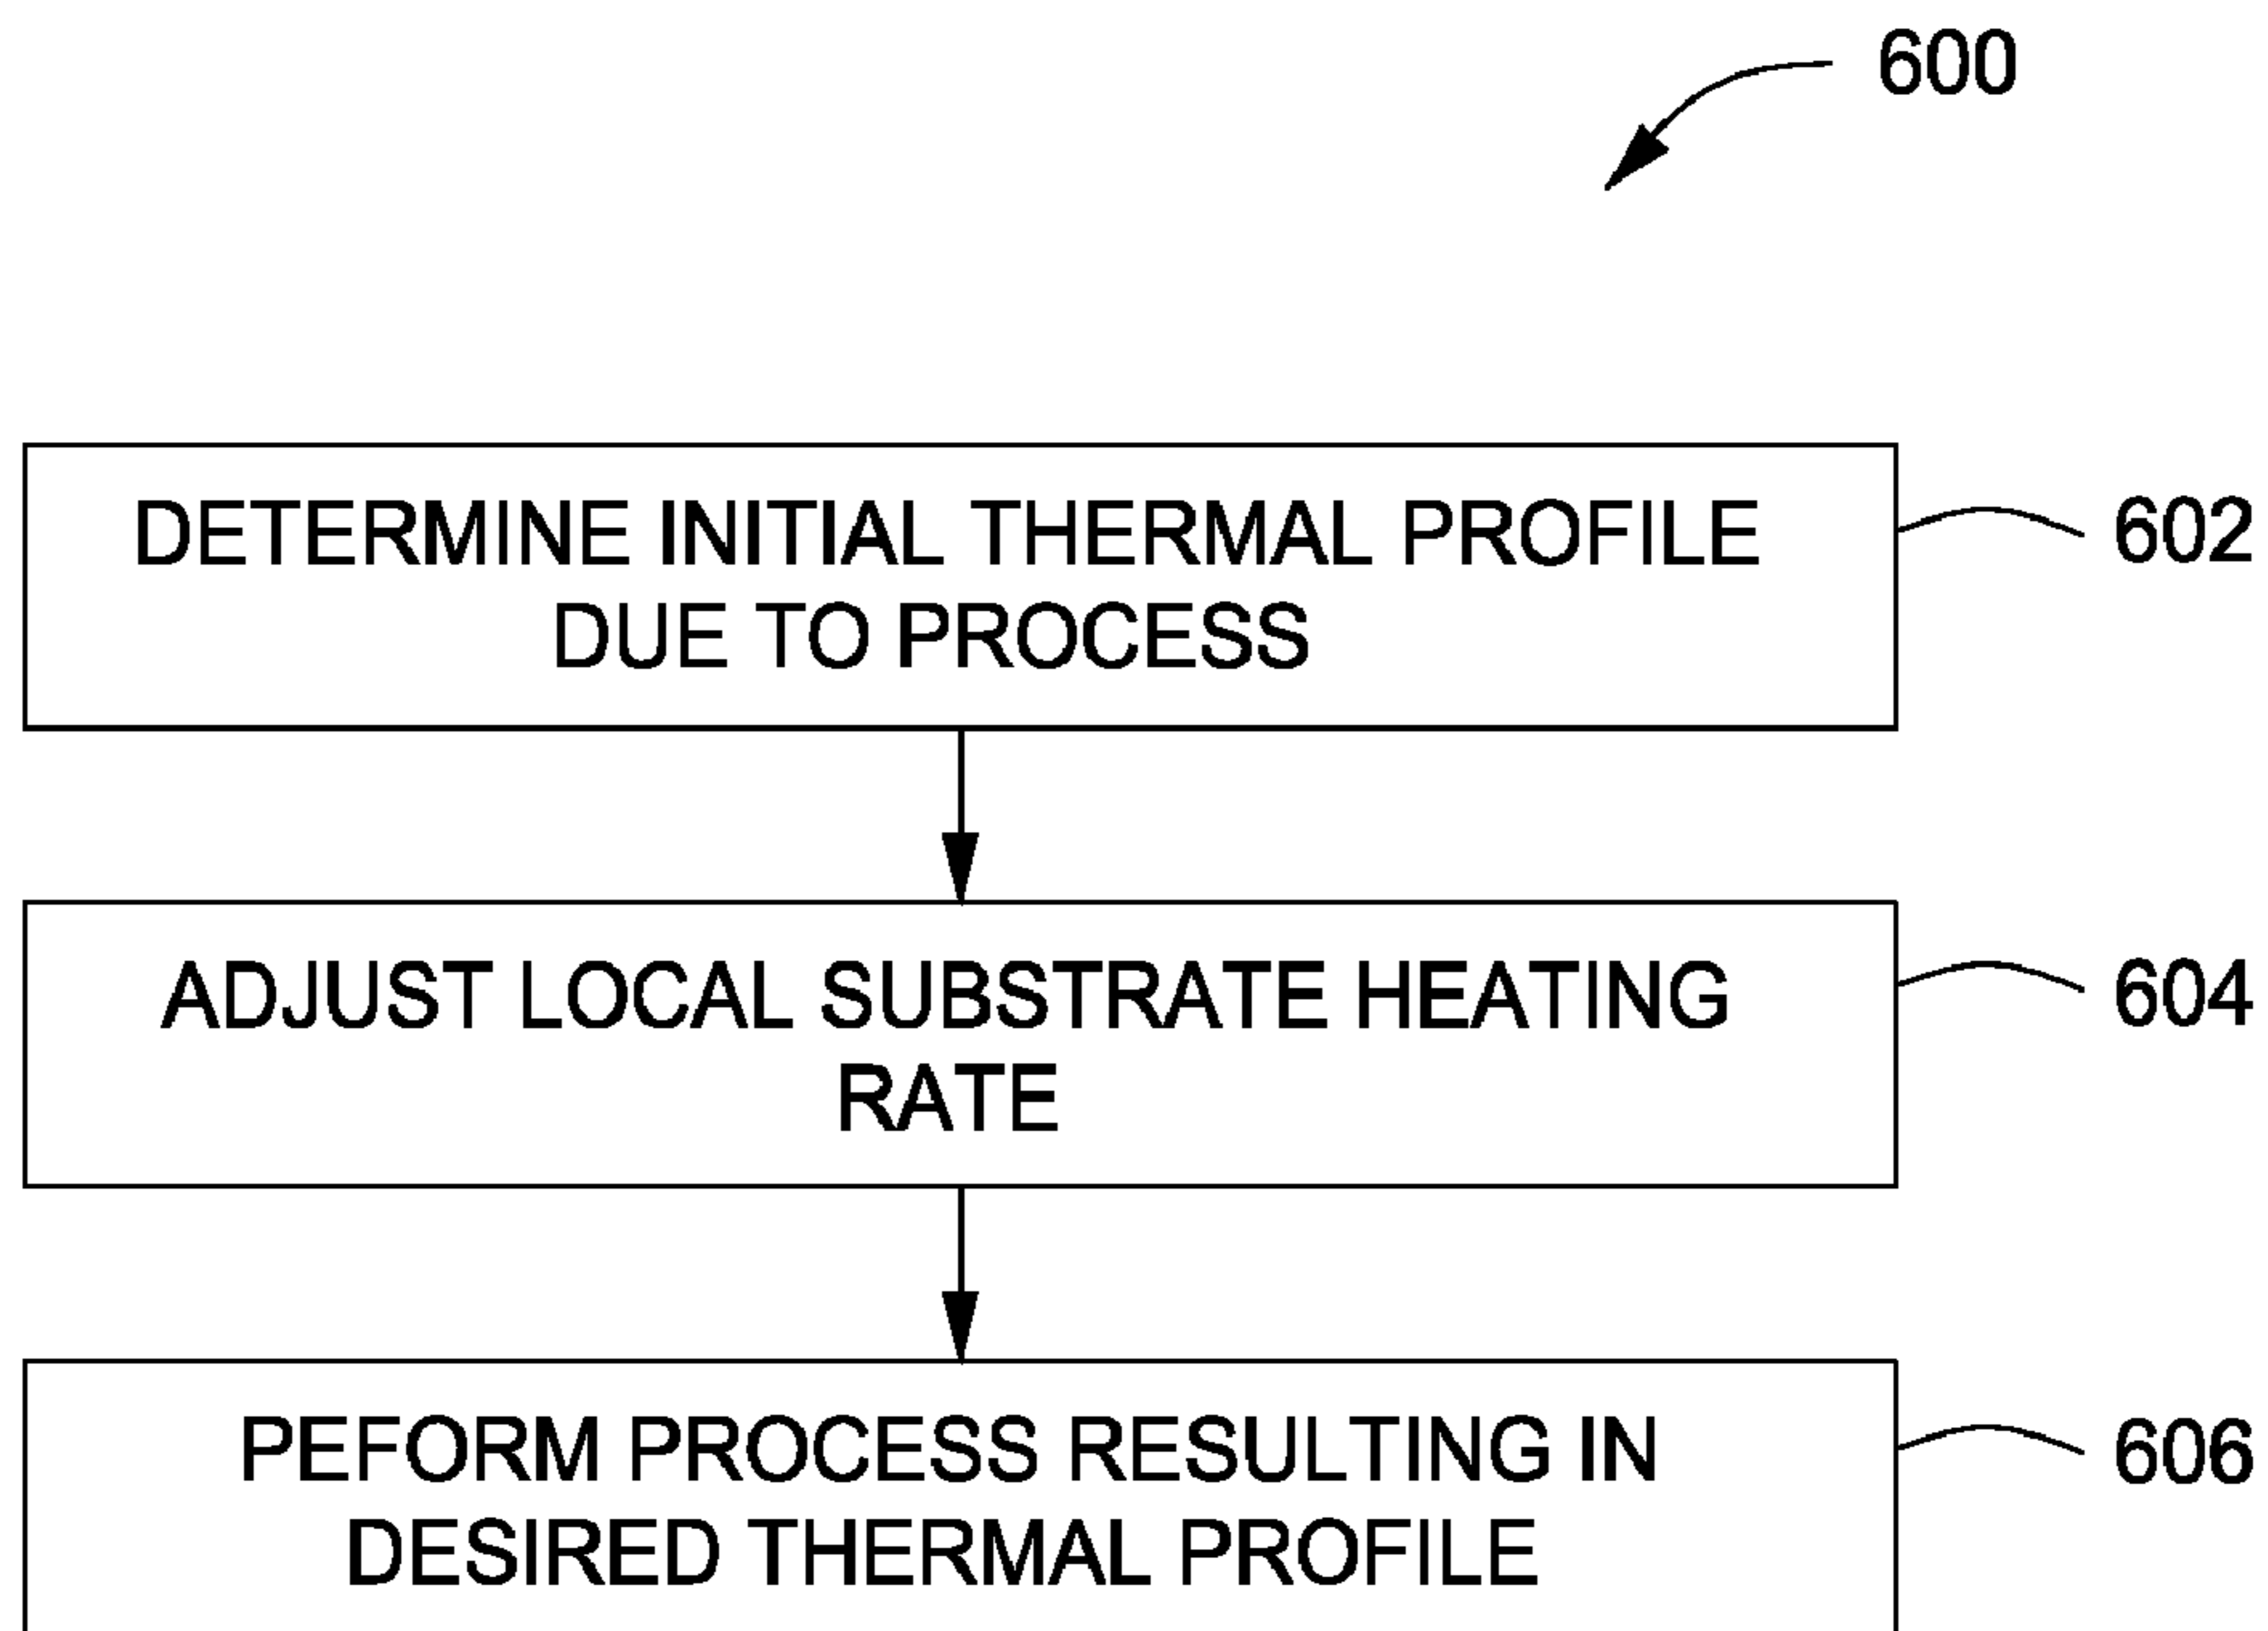 600
DETERMINE INITIAL THERMAL PROFILE
DUE TO PROCESS
602
ADJUST LOCAL SUBSTRATE HEATING
RATE
604
PEFORM PROCESS RESULTING IN
DESIRED THERMAL PROFILE
606